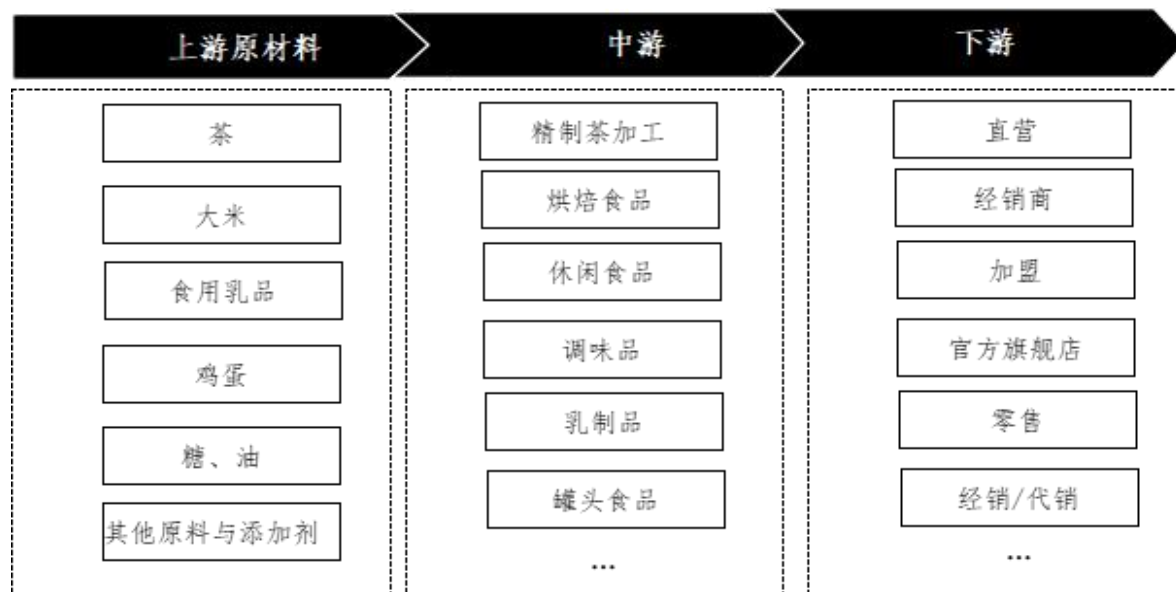 上游原材料
中游
下游
茶
大米
食用乳品
鸡蛋
糖、油
其他原料与添加剂
精制茶加工
烘焙食品
休闲食品
调味品
乳制品
罐头食品
...
直营
经销商
加盟
官方旗舰店
零售
经销/代销
...